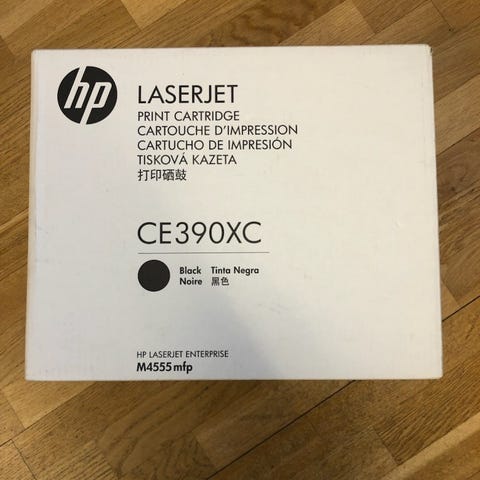 hp
LASERJET
PRINT CARTRIDGE
CARTOUCHE D'IMPRESSION
CARTUCHO DE IMPRESIÓN
TISKOVÁ KAZETA
打印硒鼓
CE390XC
Black Tinta Negra
Noire 黑色
HP LASERJET ENTERPRISE
M4555mfp